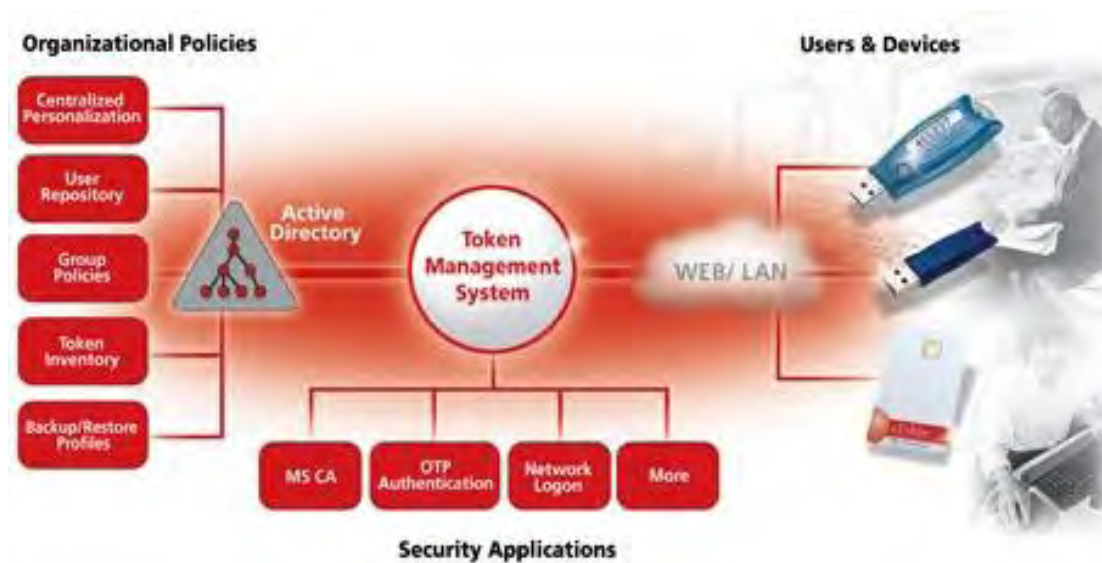 Organizational Policies
Users & Devices
Centralized
Personalization
User
Repository
Group
Policies
Token
Inventory
Backup/Restore
Profiles
Active
Directory
Token
Management
System
WEB/ LAN
MS CA
OTP
Authentication
Network
Logon
More
Security Applications